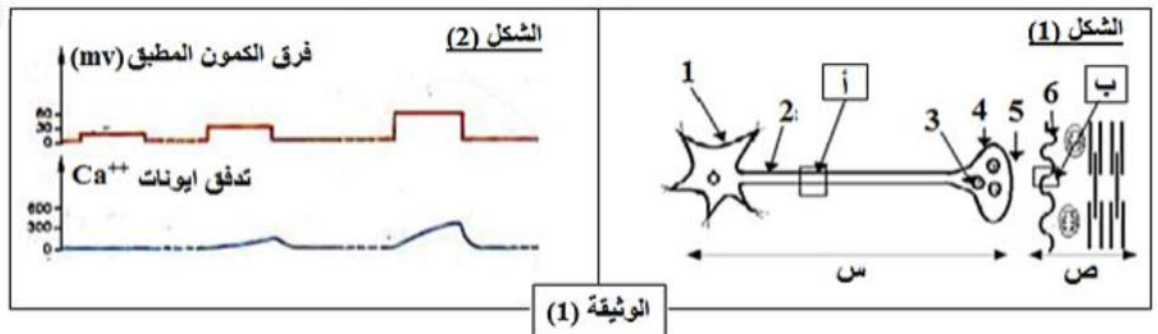 الشكل (1)
1
2
أ
3
4
5
6
ب
س
ص
الشكل (2)
فرق الكمون المطبق (mv)
60
30
0
تدفق ايونات Ca++
600
300
0
الوثيقة (1)